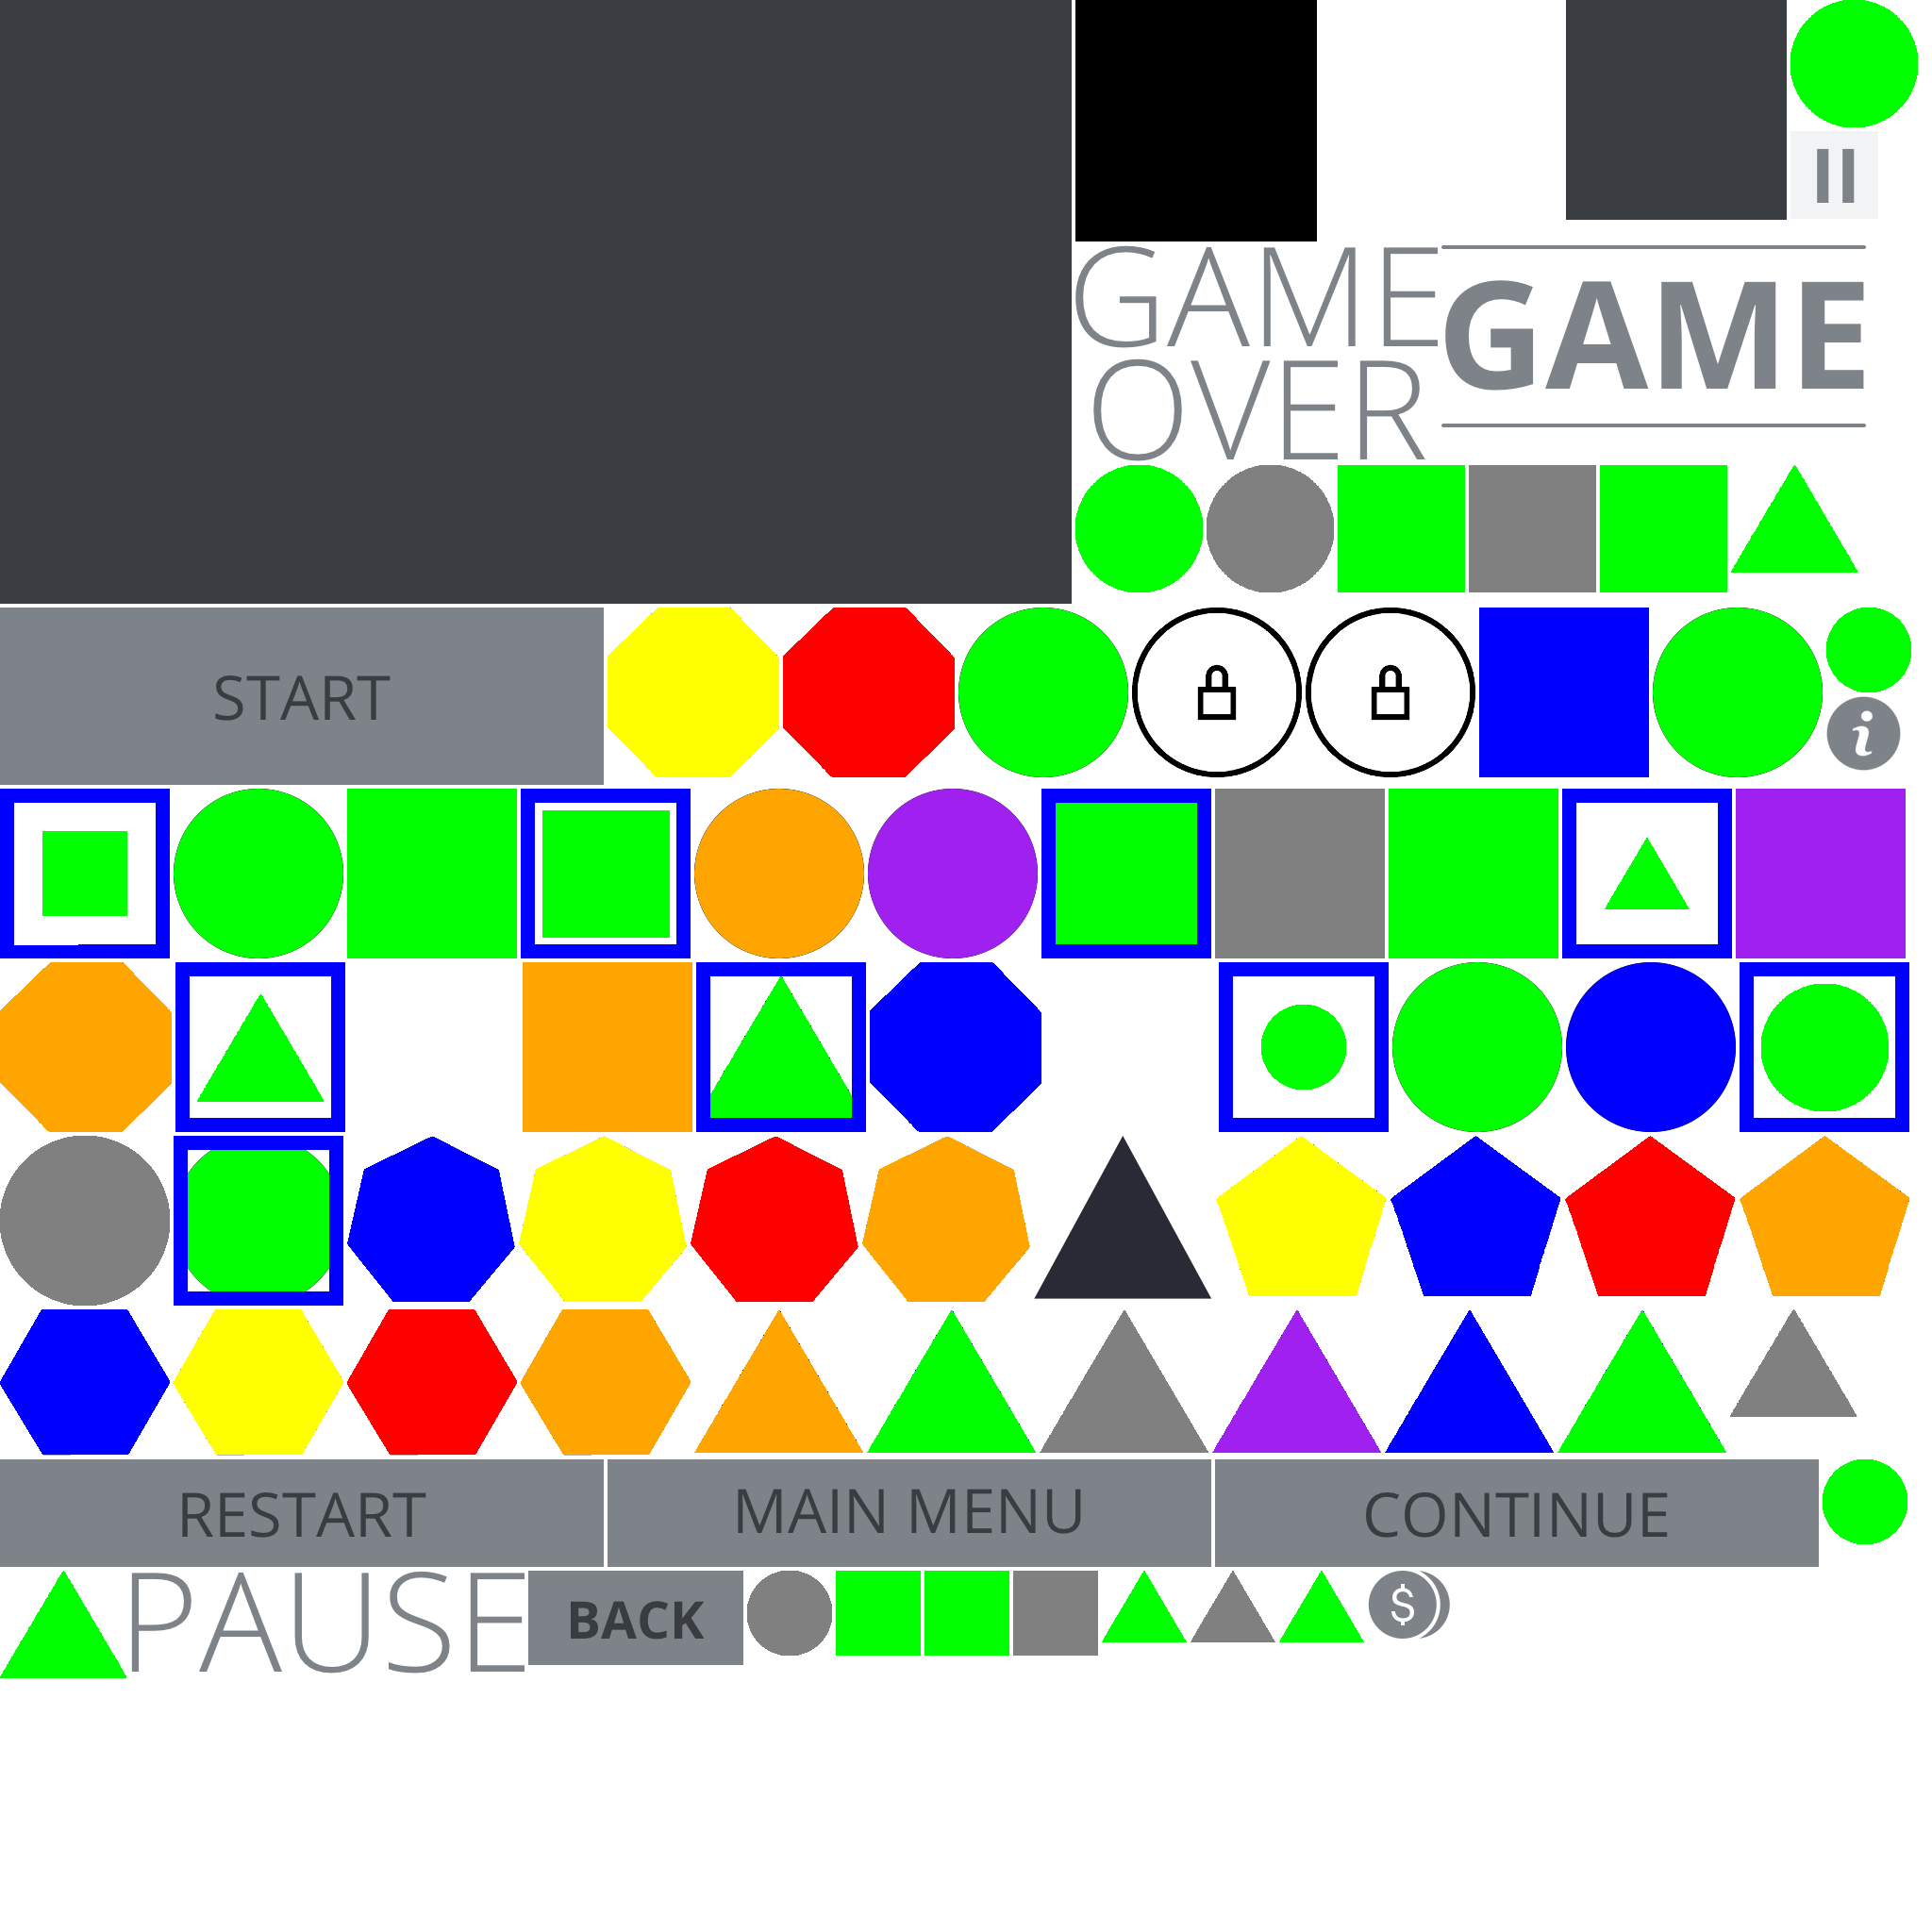 GAME
OVER
GAME
START
i
RESTART
MAIN MENU
CONTINUE
PAUSE
BACK
$